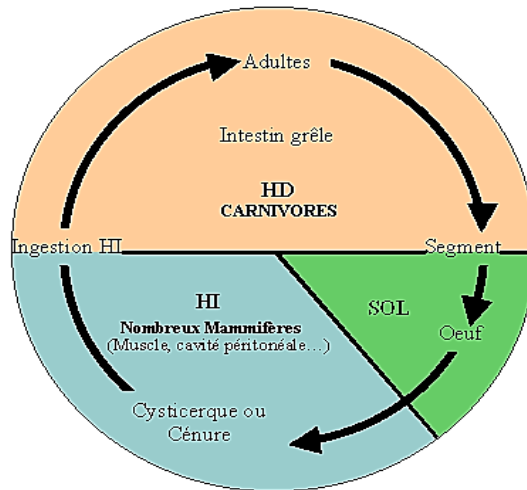 Adultes
Intestin grêle
HD
CARNIVORES
Ingestion HI
Segment
HI
Nombreux Mammifères
(Muscle, cavité péritonéale...)
SOL
Oeuf
Cysticerque ou
Cénure